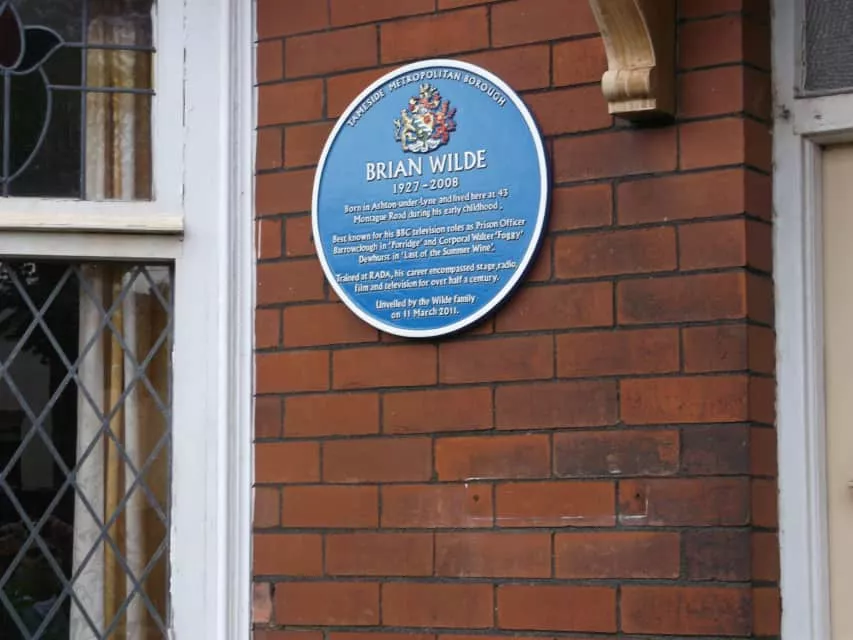 TAMESIDE METROPOLITAN BOROUGH
BRIAN WILDE
1927 - 2008
Born in Ashton-under-Lyne and lived here at 43
Montague Road during his early childhood.
Best known for his BBC television roles as Prison Officer
Barrowclough in 'Porridge' and Corporal Walter 'Foggy'
Dewhurst in 'Last of the Summer Wine'.
Trained at RADA, his career encompassed stage, radio,
film and television for over half a century.
Unveiled by the Wilde family
on 11 March 2011.